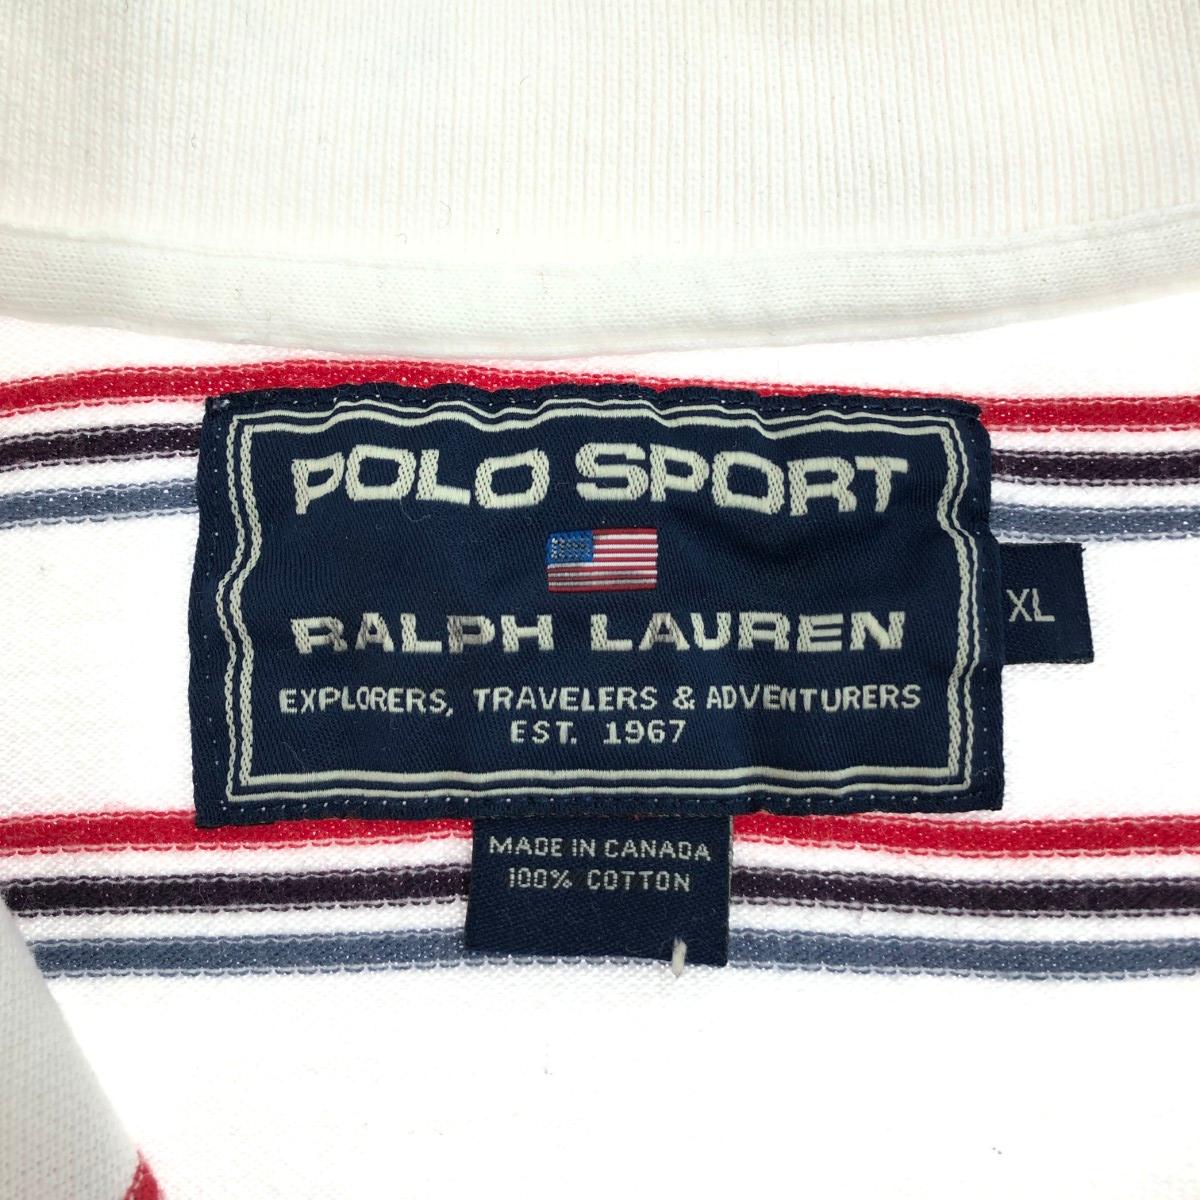 POLO SPORT
RALPH LAUREN
XL
EXPLORERS, TRAVELERS & ADVENTURERS
EST. 1967
MADE IN CANADA
100% COTTON